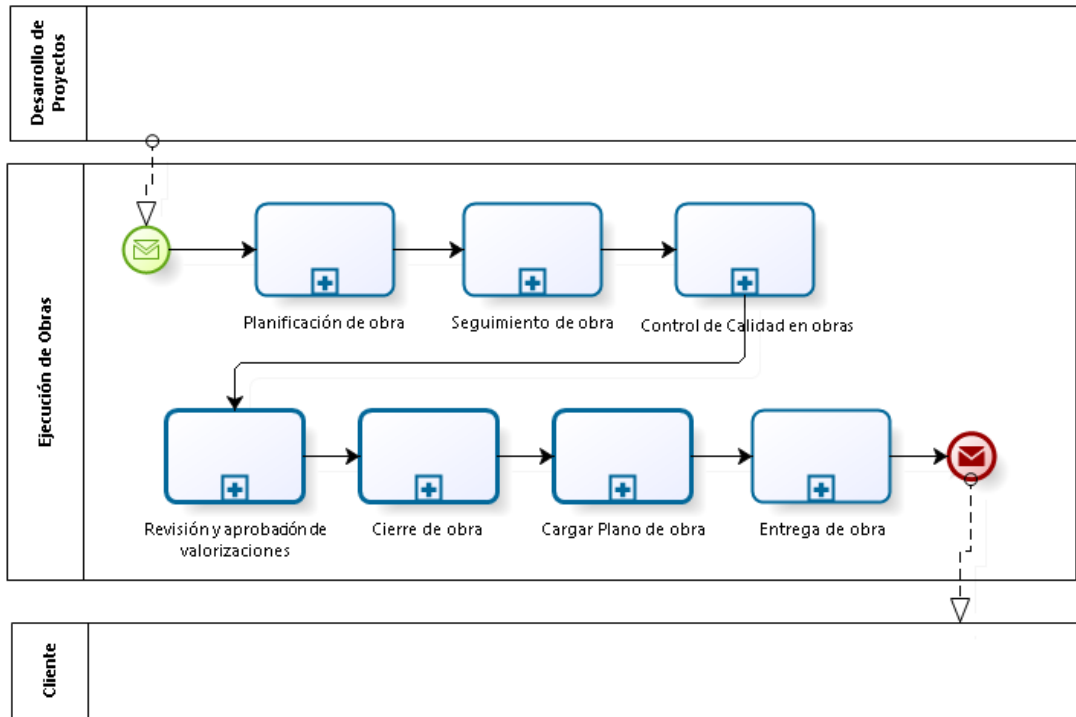 Desarrollo de
Proyectos
Ejecución de Obras
Planificación de obra
Seguimiento de obra
Control de Calidad en obras
Revisión y aprobación de
valorizaciones
Cierre de obra
Cargar Plano de obra
Entrega de obra
Cliente